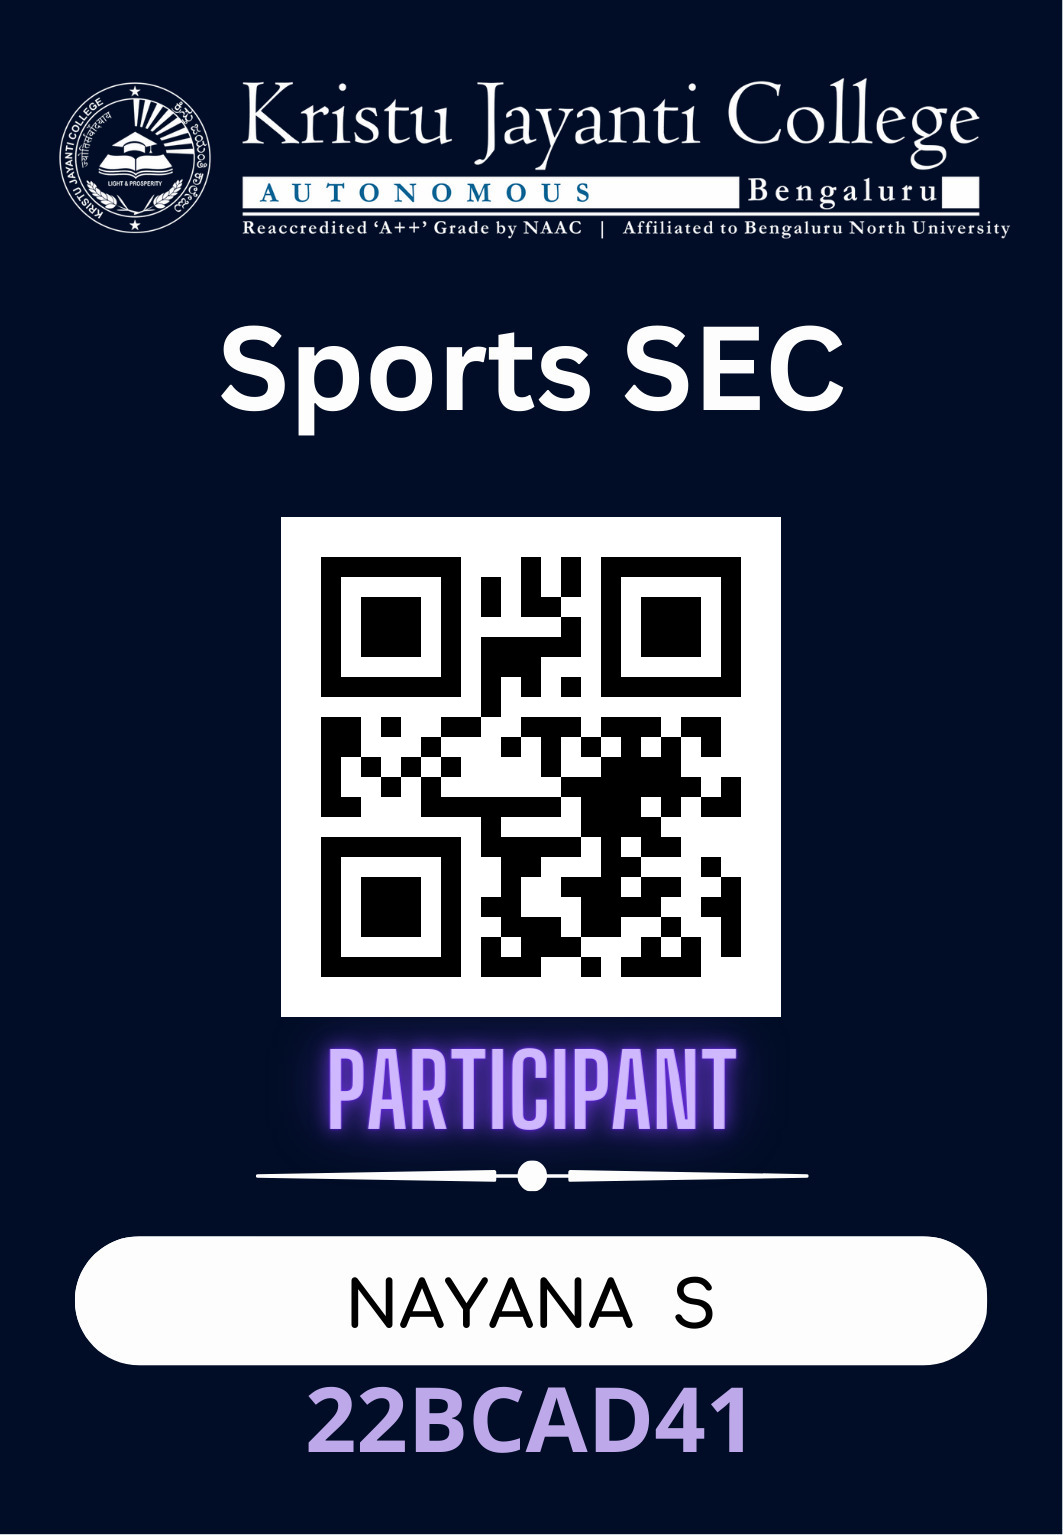 KRISTU JAYANTI COLLEGE
LIGHT & PROSPERITY
Kristu Jayanti College
AUTONOMOUS Bengaluru
Reaccredited ‘A++’ Grade by NAAC | Affiliated to Bengaluru North University
Sports SEC
PARTICIPANT
NAYANA S
22BCAD41